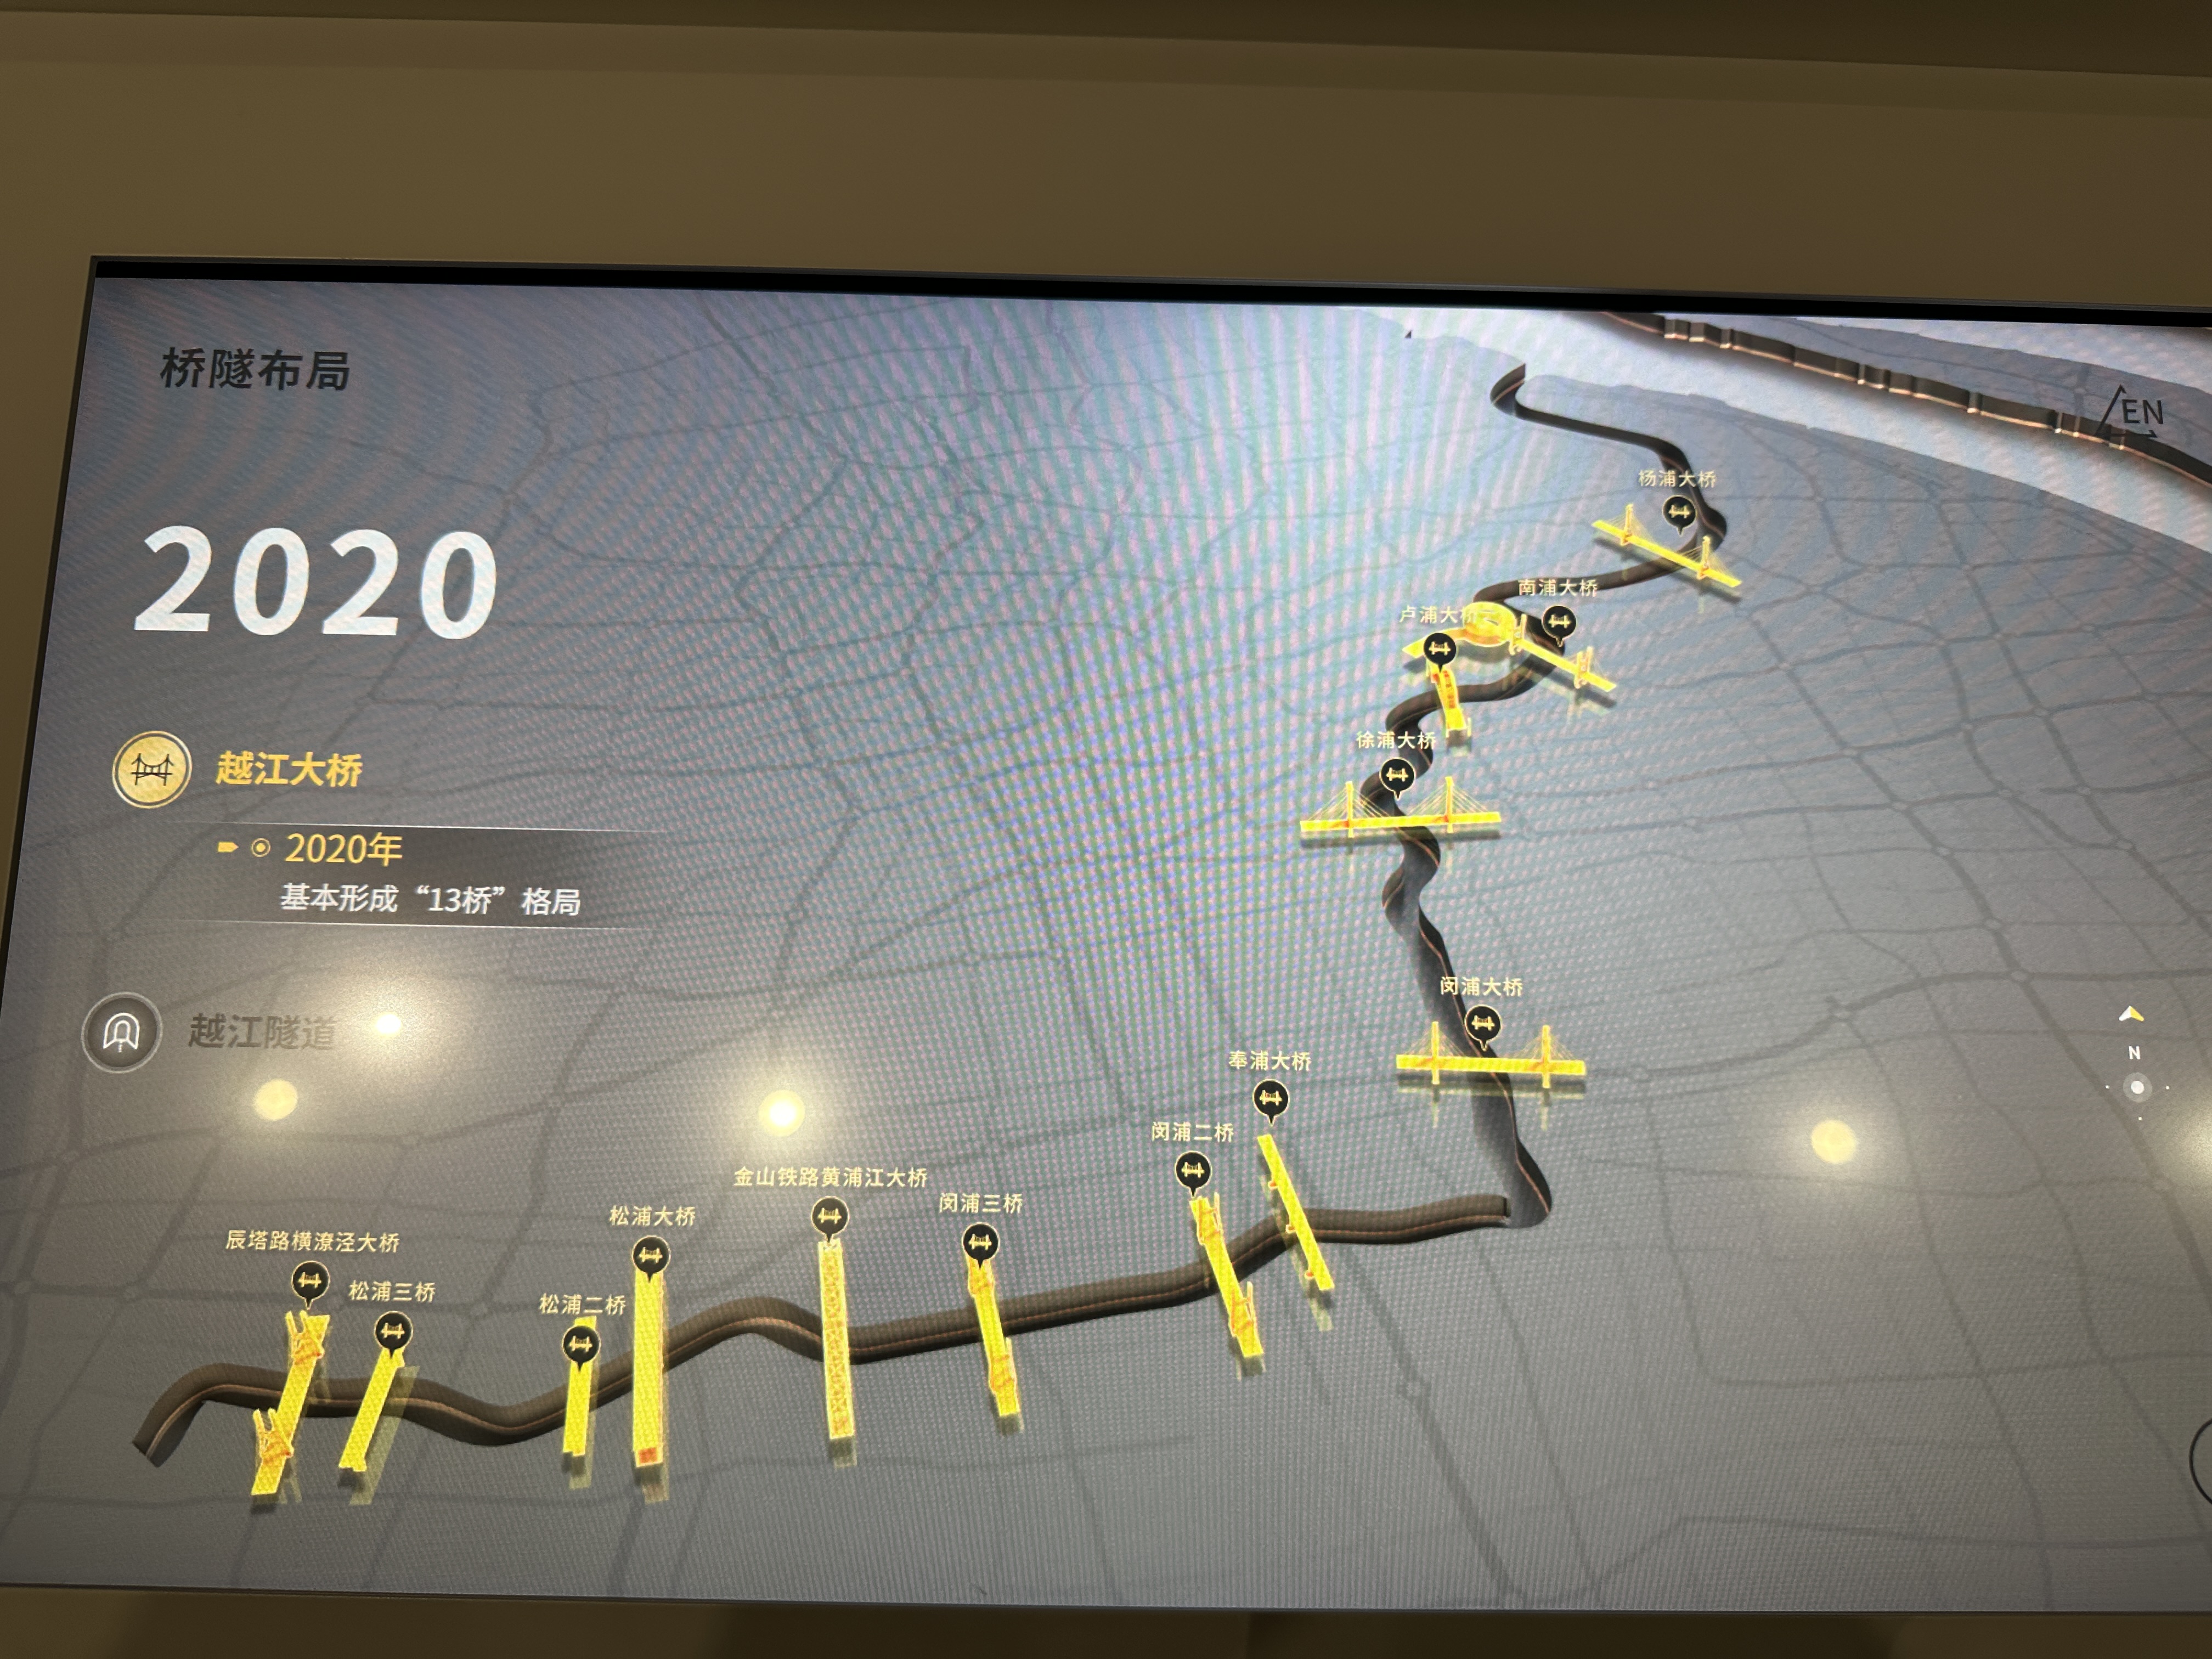 桥隧布局
EN
2020
杨浦大桥
南浦大桥
卢浦大桥
徐浦大桥
越江大桥
2020年
基本形成“13桥”格局
闵浦大桥
越江隧道
N
奉浦大桥
闵浦二桥
金山铁路黄浦江大桥
闵浦三桥
松浦大桥
辰塔路横潦泾大桥
松浦三桥
松浦二桥